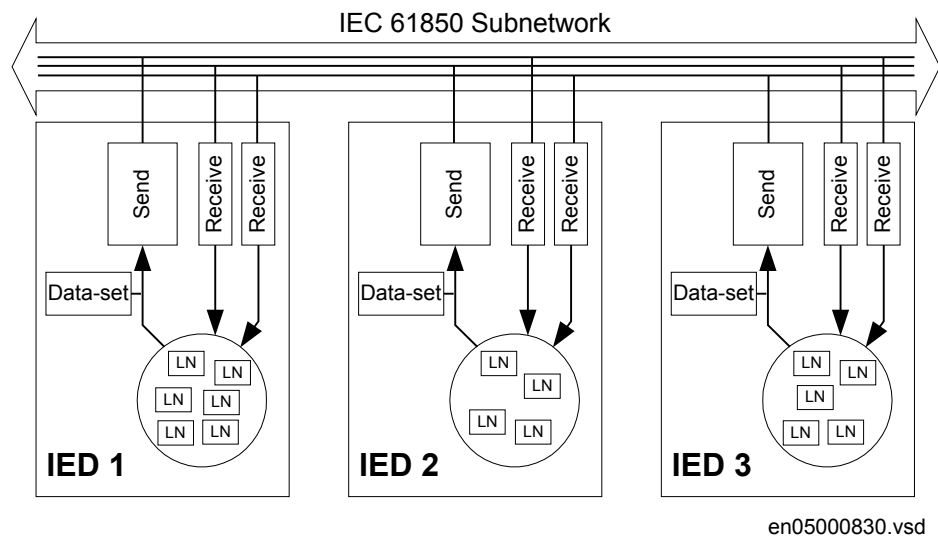 IEC 61850 Subnetwork
Send
Receive
Receive
Data-set
LN
LN
LN
LN
LN
LN
IED 1
Send
Receive
Receive
Data-set
LN
LN
LN
LN
IED 2
Send
Receive
Receive
Data-set
LN
LN
LN
LN
LN
IED 3
en05000830.vsd